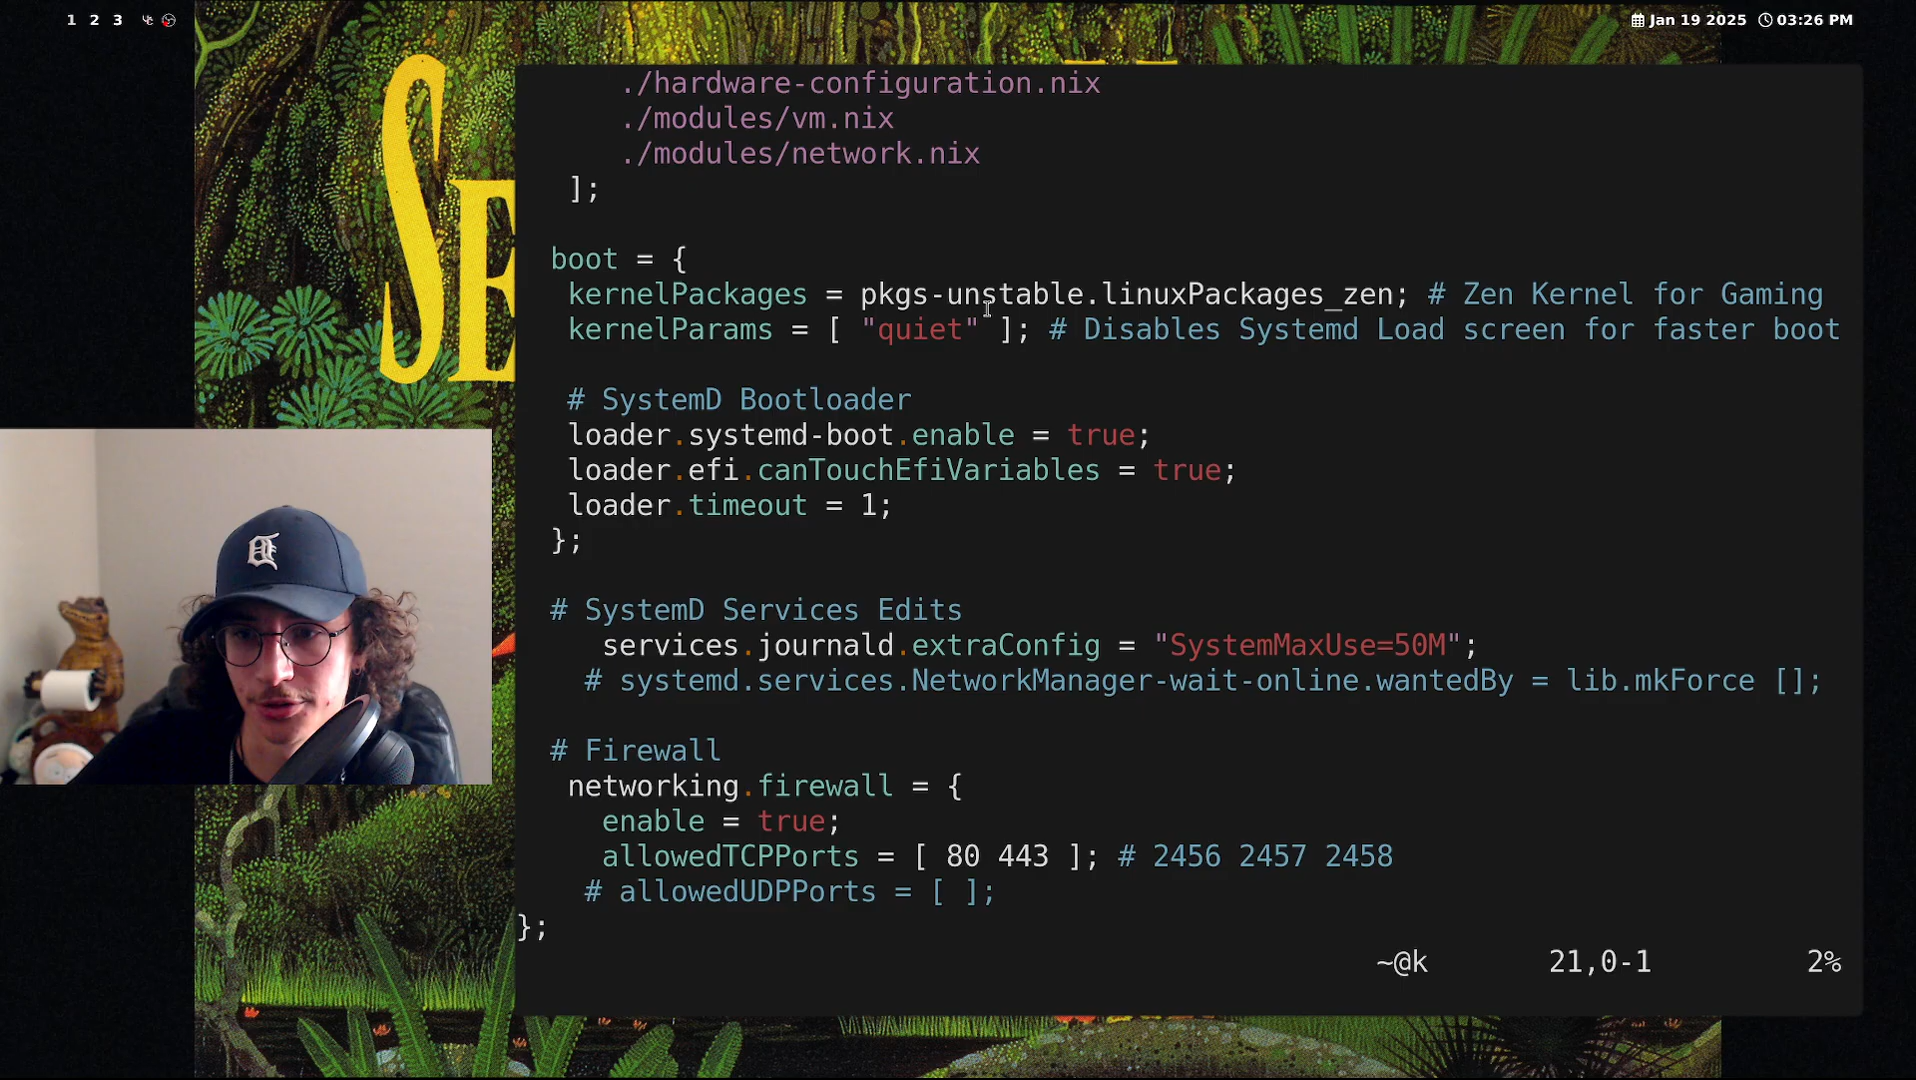 1 2 3
Jan 19 2025 03:26 PM
SE
./hardware-configuration.nix
./modules/vm.nix
./modules/network.nix
];
boot = {
kernelPackages = pkgs-unstable.linuxPackages_zen; # Zen Kernel for Gaming
kernelParams = [ "quiet" ]; # Disables Systemd Load screen for faster boot
# SystemD Bootloader
loader.systemd-boot.enable = true;
loader.efi.canTouchEfiVariables = true;
loader.timeout = 1;
};
# SystemD Services Edits
services.journald.extraConfig = "SystemMaxUse=50M";
# systemd.services.NetworkManager-wait-online.wantedBy = lib.mkForce [];
# Firewall
networking.firewall = {
enable = true;
allowedTCPPorts = [ 80 443 ]; # 2456 2457 2458
# allowedUDPPorts = [ ];
};
~@k 21,0-1 2%